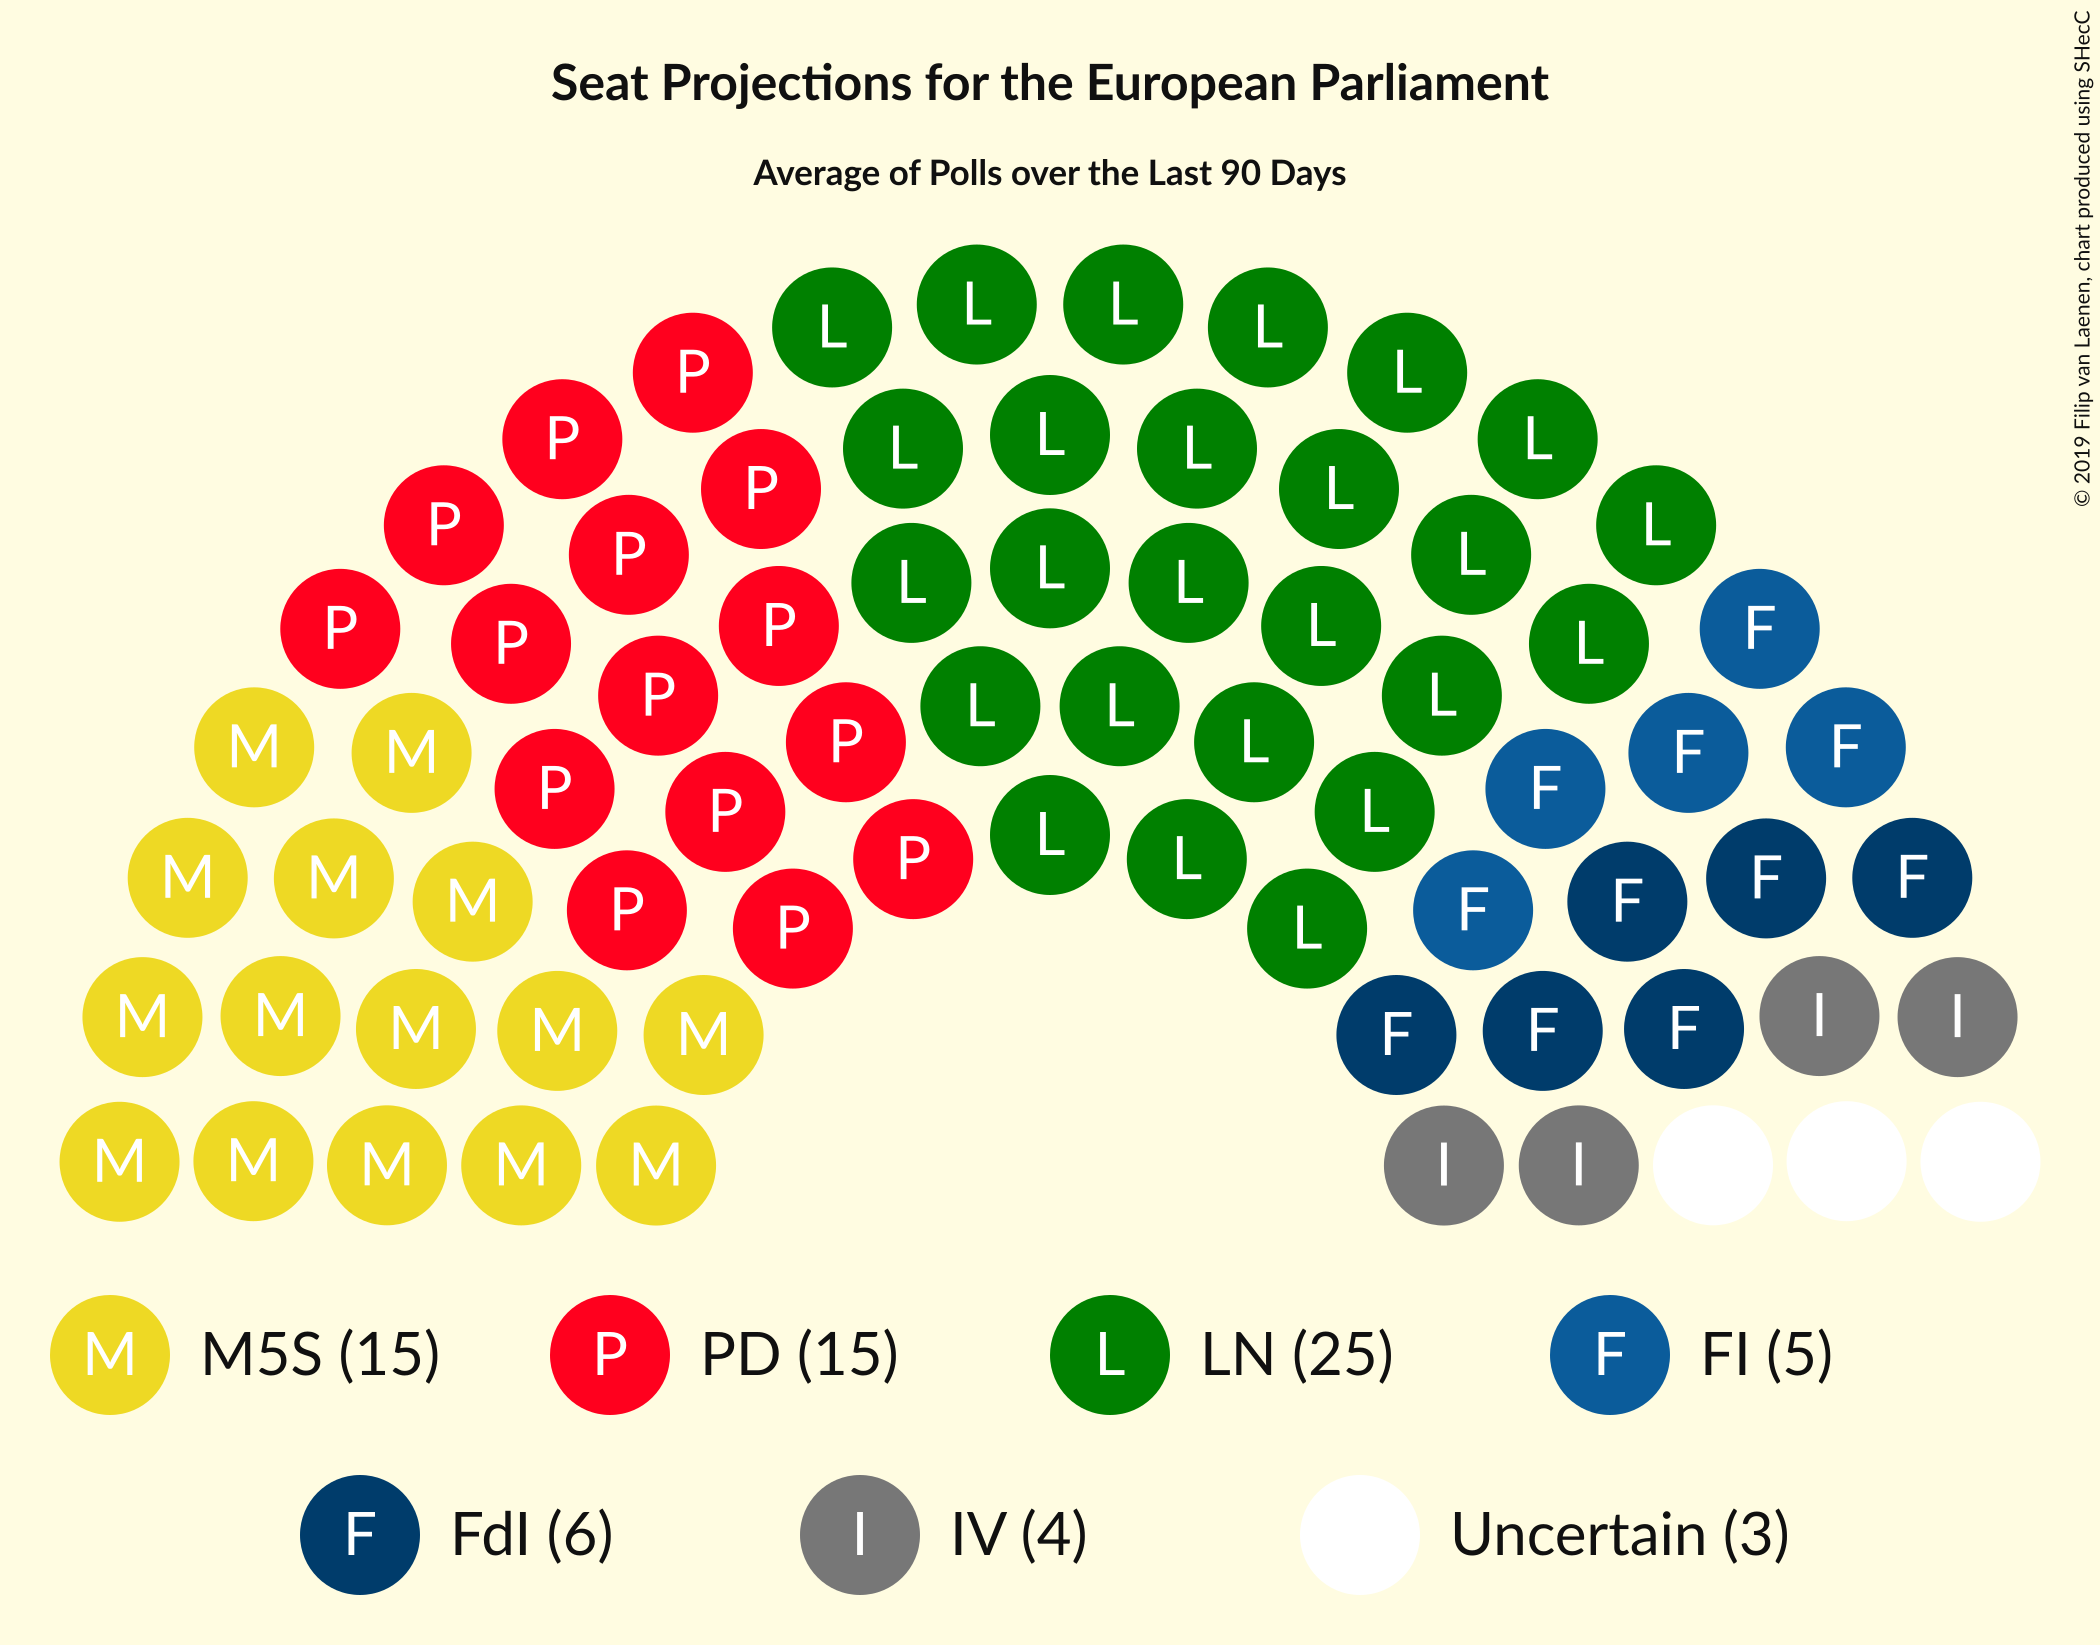 Seat Projections for the European Parliament
Average of Polls over the Last 90 Days
© 2019 Filip van Laenen, chart produced using SHecC
L L L L
P L
P L
L L L
P L
P L
P L
L L L
P L
P L
P F
P L
P L
L L
P L
M M F F
P F
P L
L
P L
M M F F
M F
P F
P L
M M I I
M F
M F
M F
M M M M M I I
M M5S (15) P PD (15) L LN (25) F FI (5)
F FdI (6) I IV (4) Uncertain (3)